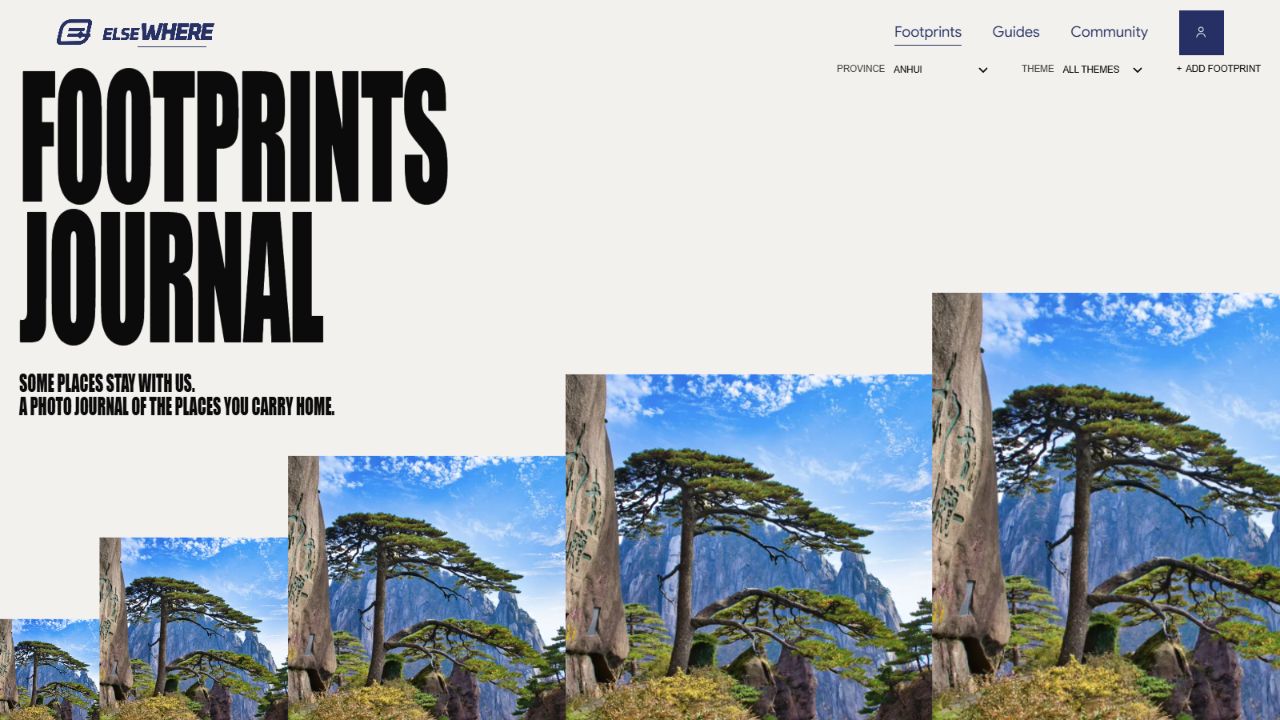 ELSEWHERE
Footprints
Guides
Community
PROVINCE ANHUI
THEME ALL THEMES
+ ADD FOOTPRINT
FOOTPRINTS
JOURNAL
SOME PLACES STAY WITH US.
A PHOTO JOURNAL OF THE PLACES YOU CARRY HOME.